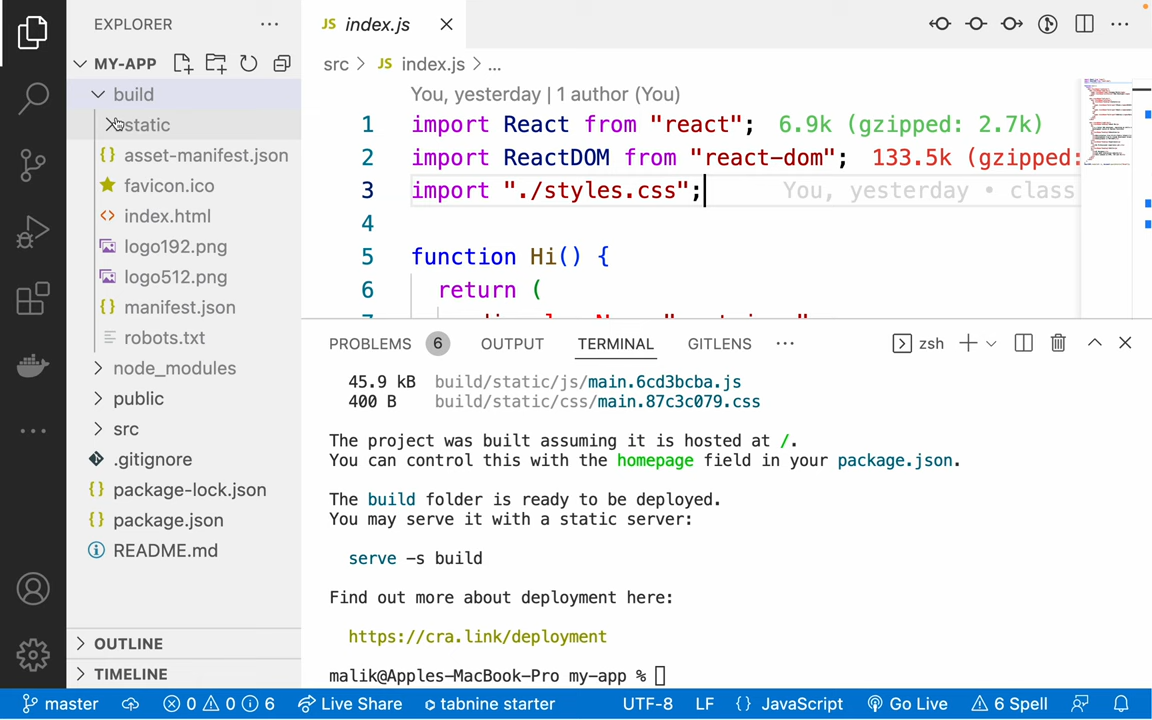 EXPLORER
MY-APP
build
static
asset-manifest.json
favicon.ico
index.html
logo192.png
logo512.png
manifest.json
robots.txt
node_modules
public
src
.gitignore
package-lock.json
package.json
README.md
OUTLINE
TIMELINE
JS index.js
src > JS index.js > ...
You, yesterday | 1 author (You)
1 import React from "react"; 6.9k (gzipped: 2.7k)
2 import ReactDOM from "react-dom"; 133.5k (gzipped:
3 import "./styles.css"; You, yesterday • class
4
5 function Hi() {
6 return (
PROBLEMS 6 OUTPUT TERMINAL GITLENS ... zsh
45.9 kB build/static/js/main.6cd3bcba.js
400 B build/static/css/main.87c3c079.css
The project was built assuming it is hosted at /.
You can control this with the homepage field in your package.json.
The build folder is ready to be deployed.
You may serve it with a static server:
serve -s build
Find out more about deployment here:
https://cra.link/deployment
malik@Apples-MacBook-Pro my-app %
master 0 0 6 Live Share tabnine starter UTF-8 LF {} JavaScript Go Live 6 Spell